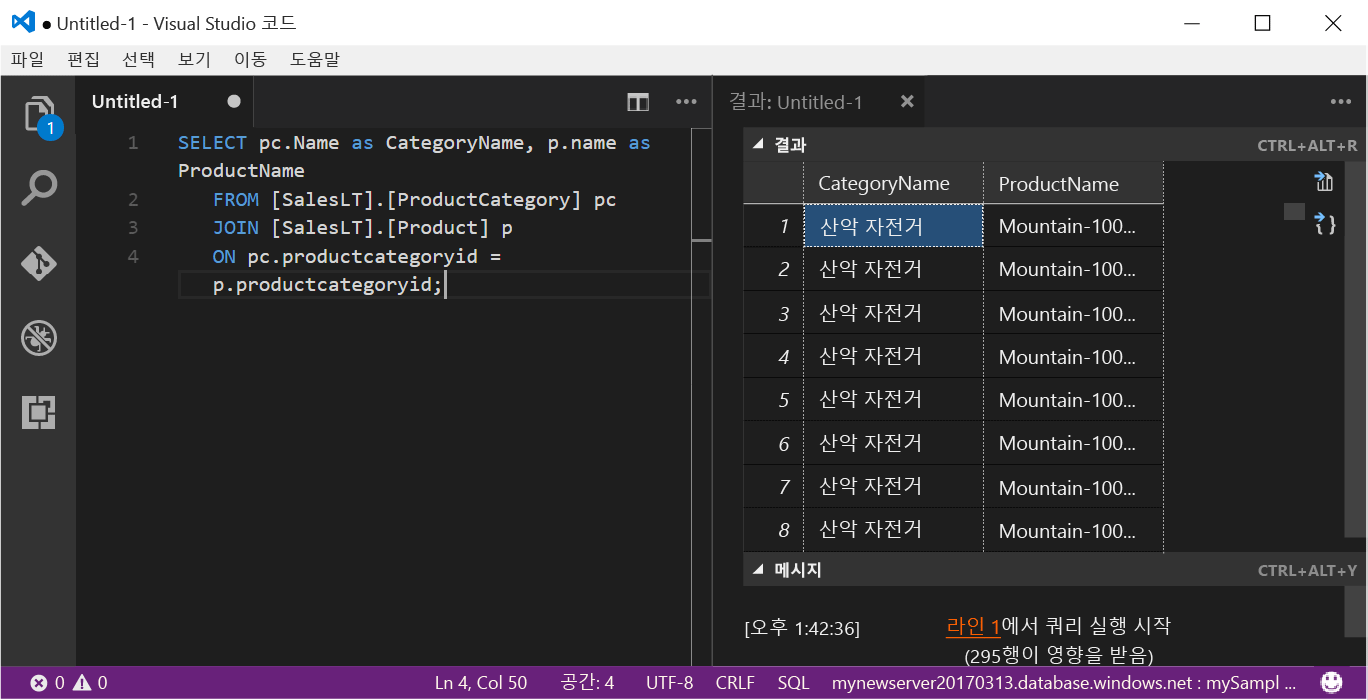 ● Untitled-1 - Visual Studio 코드
파일 편집 선택 보기 이동 도움말
Untitled-1 ●
1
1 SELECT pc.Name as CategoryName, p.name as
ProductName
2 FROM [SalesLT].[ProductCategory] pc
3 JOIN [SalesLT].[Product] p
4 ON pc.productcategoryid =
p.productcategoryid;
결과: Untitled-1
결과 CTRL+ALT+R
CategoryName ProductName
1 산악 자전거 Mountain-100...
2 산악 자전거 Mountain-100...
3 산악 자전거 Mountain-100...
4 산악 자전거 Mountain-100...
5 산악 자전거 Mountain-100...
6 산악 자전거 Mountain-100...
7 산악 자전거 Mountain-100...
8 산악 자전거 Mountain-100...
메시지 CTRL+ALT+Y
[오후 1:42:36] 라인 1에서 쿼리 실행 시작
(295행이 영향을 받음)
0 0 Ln 4, Col 50 공간: 4 UTF-8 CRLF SQL mynewserver20170313.database.windows.net : mySampl ...